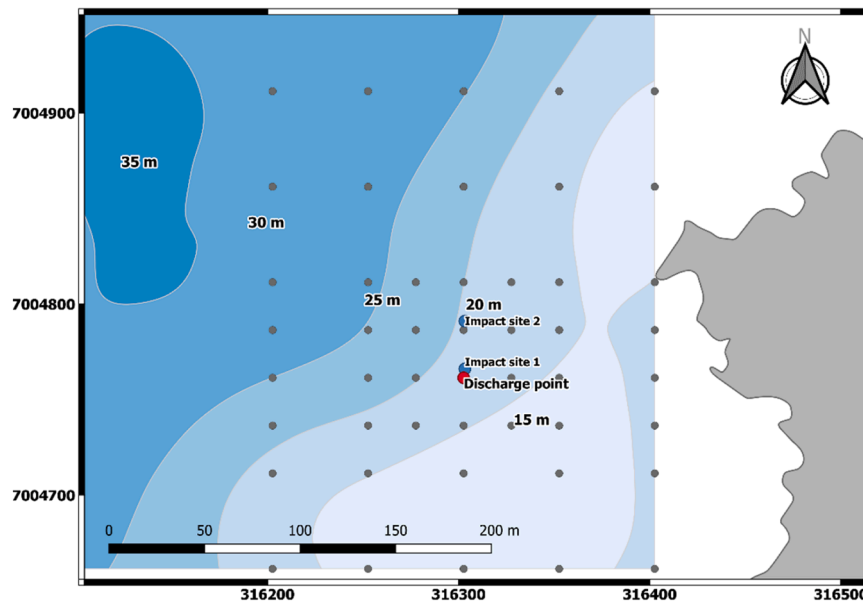 N
7004900
35 m
30 m
7004800
25 m
20 m
Impact site 2
Impact site 1
Discharge point
15 m
7004700
0 50 100 150 200 m
316200 316300 316400 316500